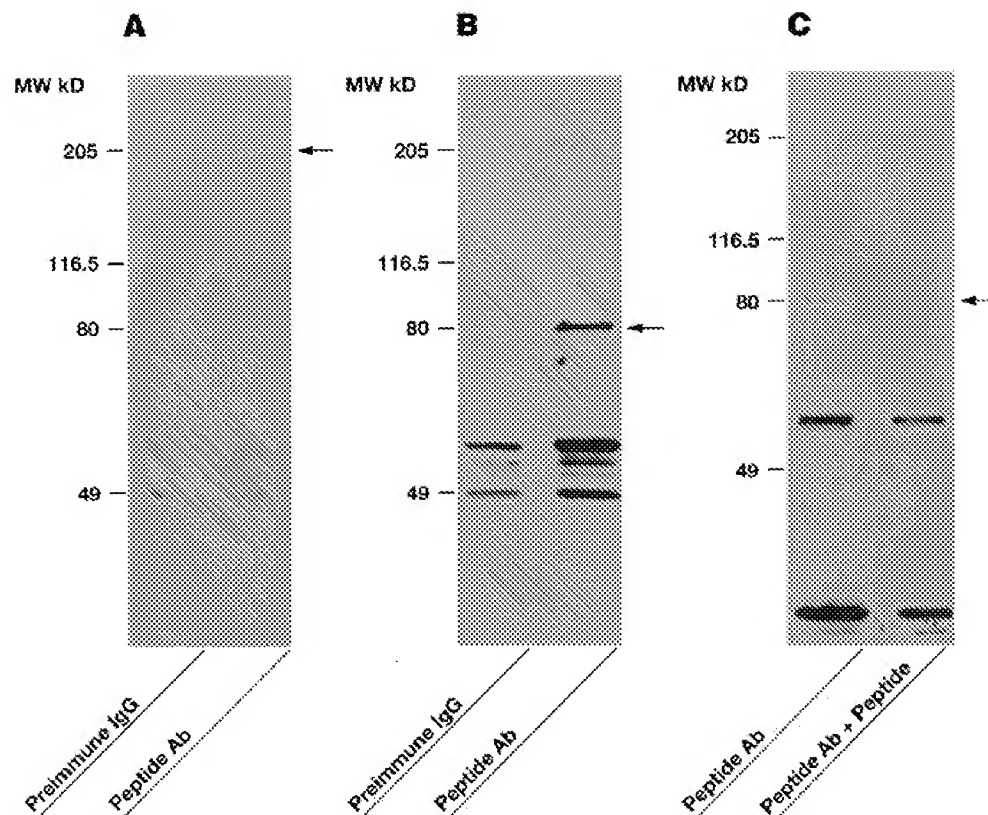 A
MW kD
205
116.5
80
49
Preimmune IgG
Peptide Ab
B
MW kD
205
116.5
80
49
Preimmune IgG
Peptide Ab
C
MW kD
205
116.5
80
49
Peptide Ab
Peptide Ab + Peptide